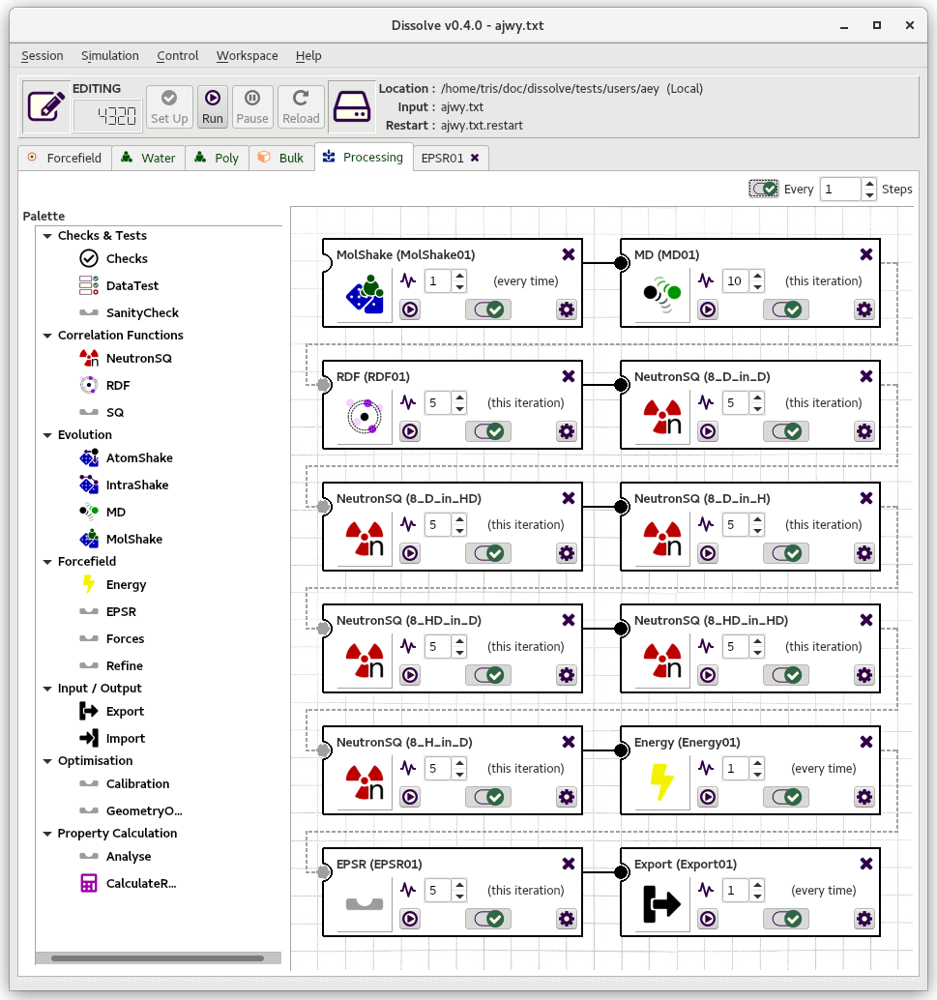 Dissolve v0.4.0 - ajwy.txt
Session Simulation Control Workspace Help
EDITING
4320
Set Up Run Pause Reload
Location : /home/tris/doc/dissolve/tests/users/aey (Local)
Input : ajwy.txt
Restart : ajwy.txt.restart
Forcefield Water Poly Bulk Processing EPSR01
Every 1 Steps
Palette
Checks & Tests
Checks
DataTest
SanityCheck
Correlation Functions
NeutronSQ
RDF
SQ
Evolution
AtomShake
IntraShake
MD
MolShake
Forcefield
Energy
EPSR
Forces
Refine
Input / Output
Export
Import
Optimisation
Calibration
GeometryO...
Property Calculation
Analyse
CalculateR...
MolShake (MolShake01)
1 (every time)
MD (MD01)
10 (this iteration)
RDF (RDF01)
5 (this iteration)
NeutronSQ (8_D_in_D)
5 (this iteration)
n
NeutronSQ (8_D_in_HD)
5 (this iteration)
n
NeutronSQ (8_D_in_H)
5 (this iteration)
n
NeutronSQ (8_HD_in_D)
5 (this iteration)
n
NeutronSQ (8_HD_in_HD)
5 (this iteration)
n
NeutronSQ (8_H_in_D)
5 (this iteration)
n
Energy (Energy01)
1 (every time)
EPSR (EPSR01)
5 (this iteration)
Export (Export01)
1 (every time)